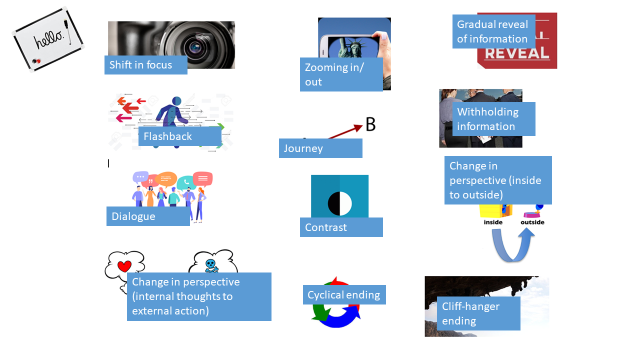 hello.
Shift in focus
Zooming in/
out
Gradual reveal
of information
REVEAL
Flashback
Journey
B
Withholding
information
Dialogue
Contrast
Change in
perspective (inside
to outside)
inside
outside
Change in perspective
(internal thoughts to
external action)
Cyclical ending
Cliff-hanger
ending